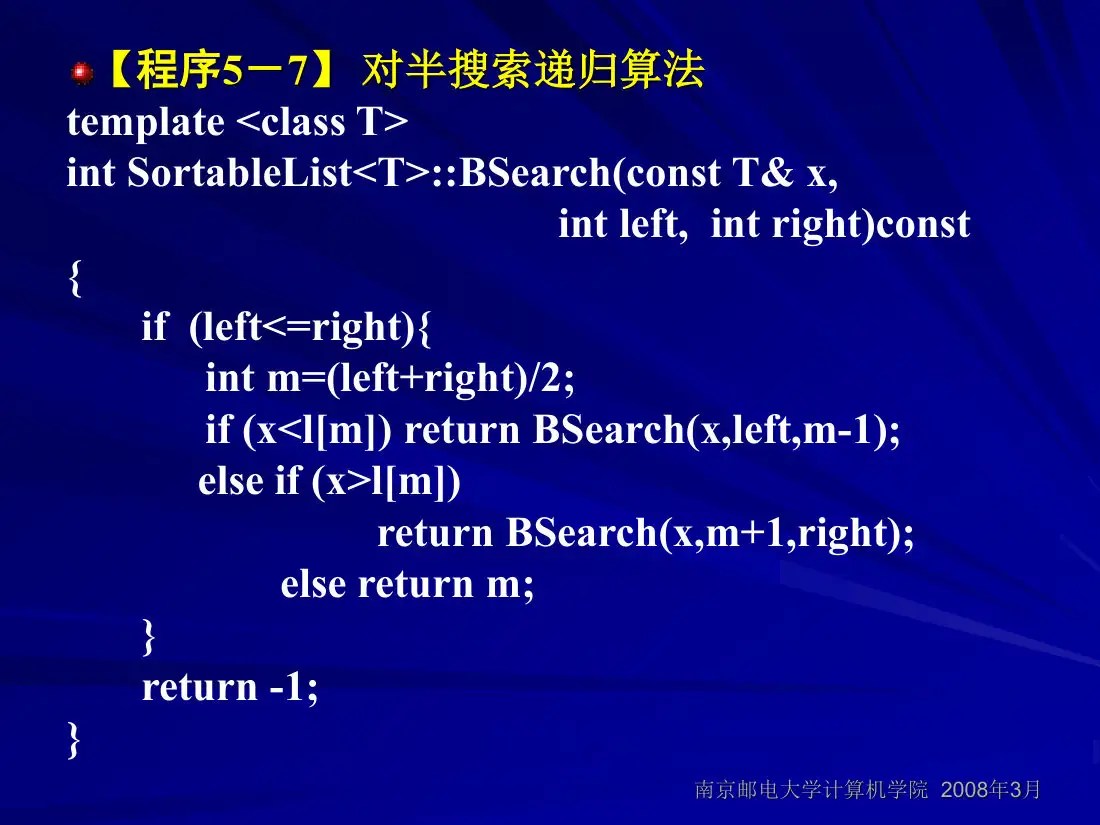 【程序5－7】 对半搜索递归算法
template <class T>
int SortableList<T>::BSearch(const T& x,
int left, int right)const
{
if (left<=right){
int m=(left+right)/2;
if (x<l[m]) return BSearch(x,left,m-1);
else if (x>l[m])
return BSearch(x,m+1,right);
else return m;
}
return -1;
}
南京邮电大学计算机学院 2008年3月